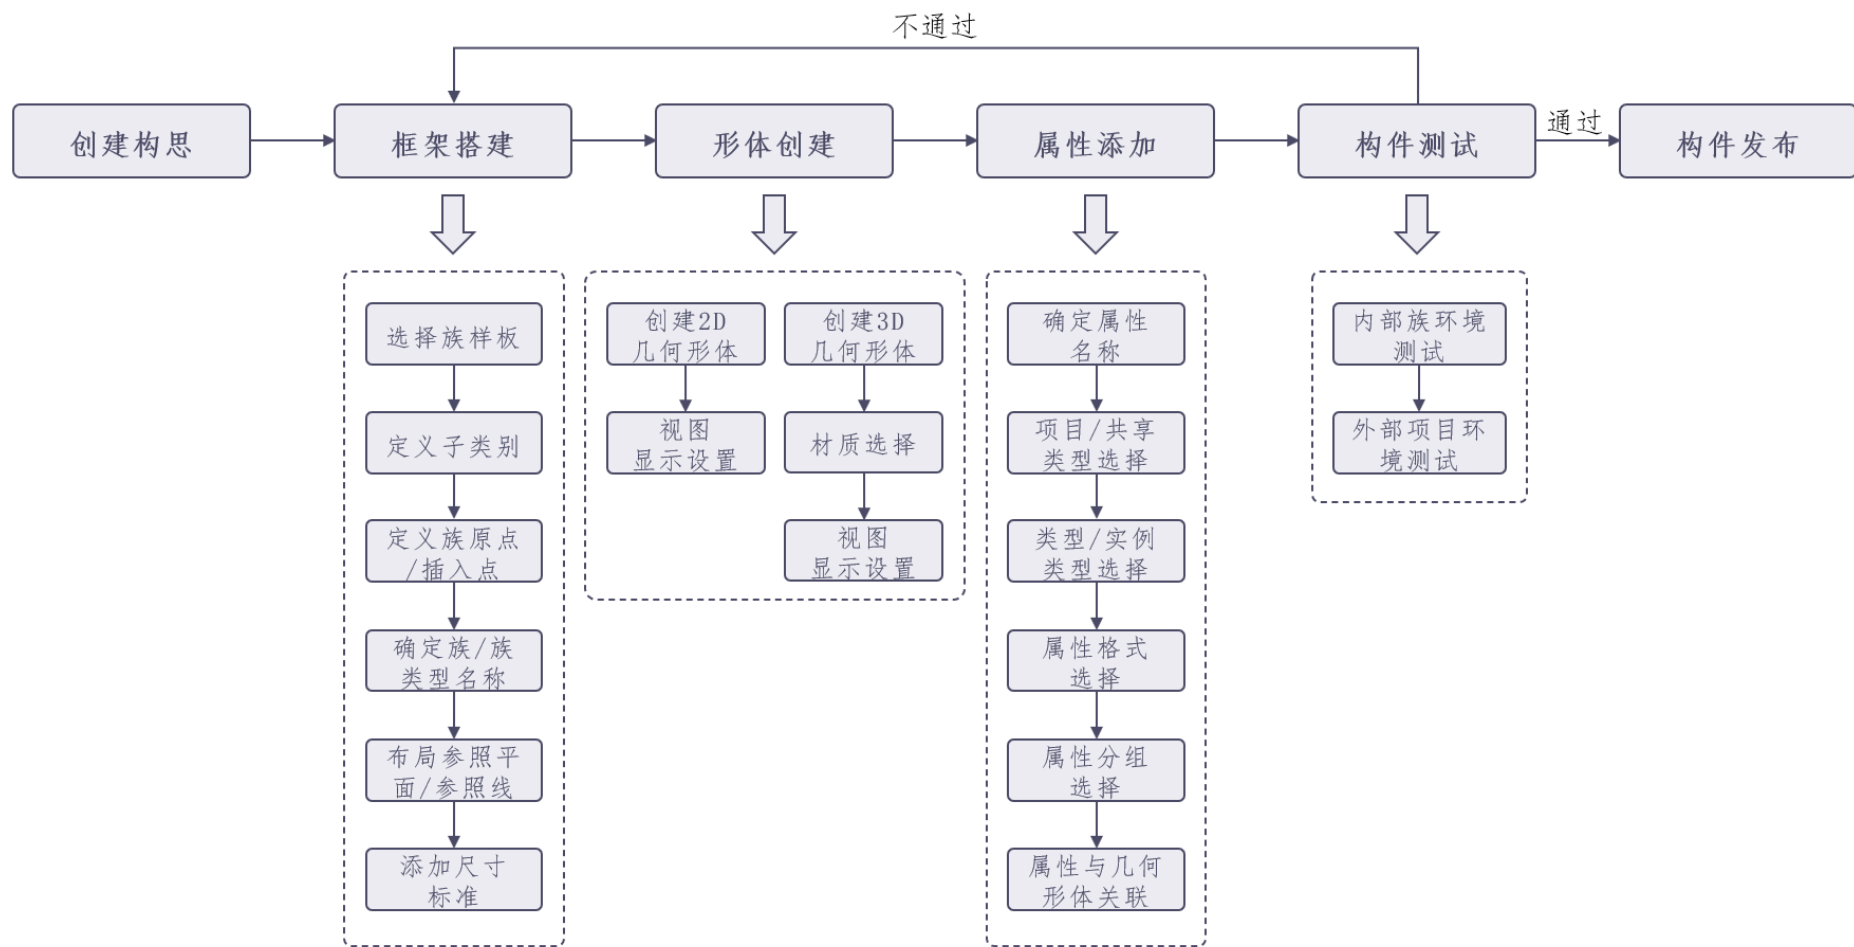 不通过
创建构思
框架搭建
形体创建
属性添加
构件测试
通过
构件发布
选择族样板
定义子类别
定义族原点
/插入点
确定族/族
类型名称
布局参照平
面/参照线
添加尺寸
标准
创建2D
几何形体
视图
显示设置
创建3D
几何形体
材质选择
视图
显示设置
确定属性
名称
项目/共享
类型选择
类型/实例
类型选择
属性格式
选择
属性分组
选择
属性与几何
形体关联
内部族环境
测试
外部项目环
境测试